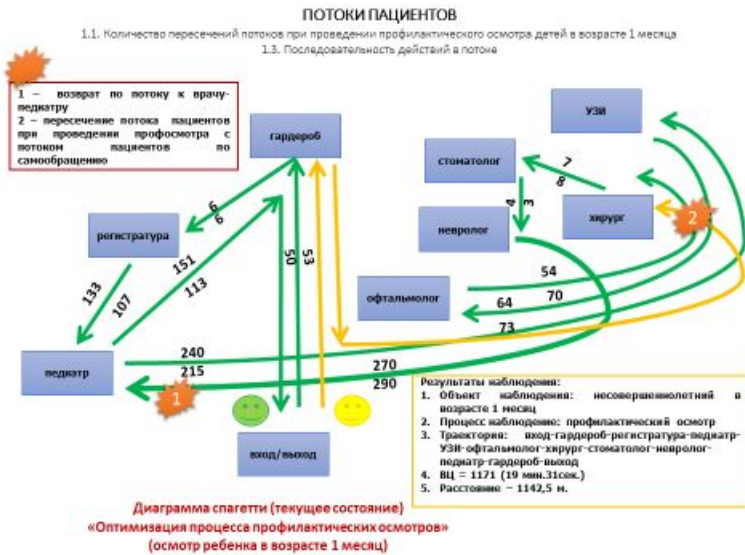 ПОТОКИ ПАЦИЕНТОВ
1.1. Количество пересечений потоков при проведении профилактического осмотра детей в возрасте 1 месяца
1.3. Последовательность действий в потоке
1 – возврат по потоку к врачу-
педиатру
2 – пересечение потока пациентов
при проведении профосмотра с
потоком пациентов по
самообращению
гардероб
УЗИ
стоматолог
7
8
6
6
4
3
хирург
2
регистратура
невролог
151
113
50
53
133
107
офтальмолог
54
64
70
73
педиатр
240
215
270
290
1
вход/выход
Результаты наблюдения:
1. Объект наблюдения: несовершеннолетний в
возрасте 1 месяц
2. Процесс наблюдение: профилактический осмотр
3. Траектория: вход-гардероб-регистратура-педиатр-
УЗИ-офтальмолог-хирург-стоматолог-невролог-
педиатр-гардероб-выход
4. ВЦ = 1171 (19 мин.31сек.)
5. Расстояние – 1142,5 м.
Диаграмма спагетти (текущее состояние)
«Оптимизация процесса профилактических осмотров»
(осмотр ребенка в возрасте 1 месяц)